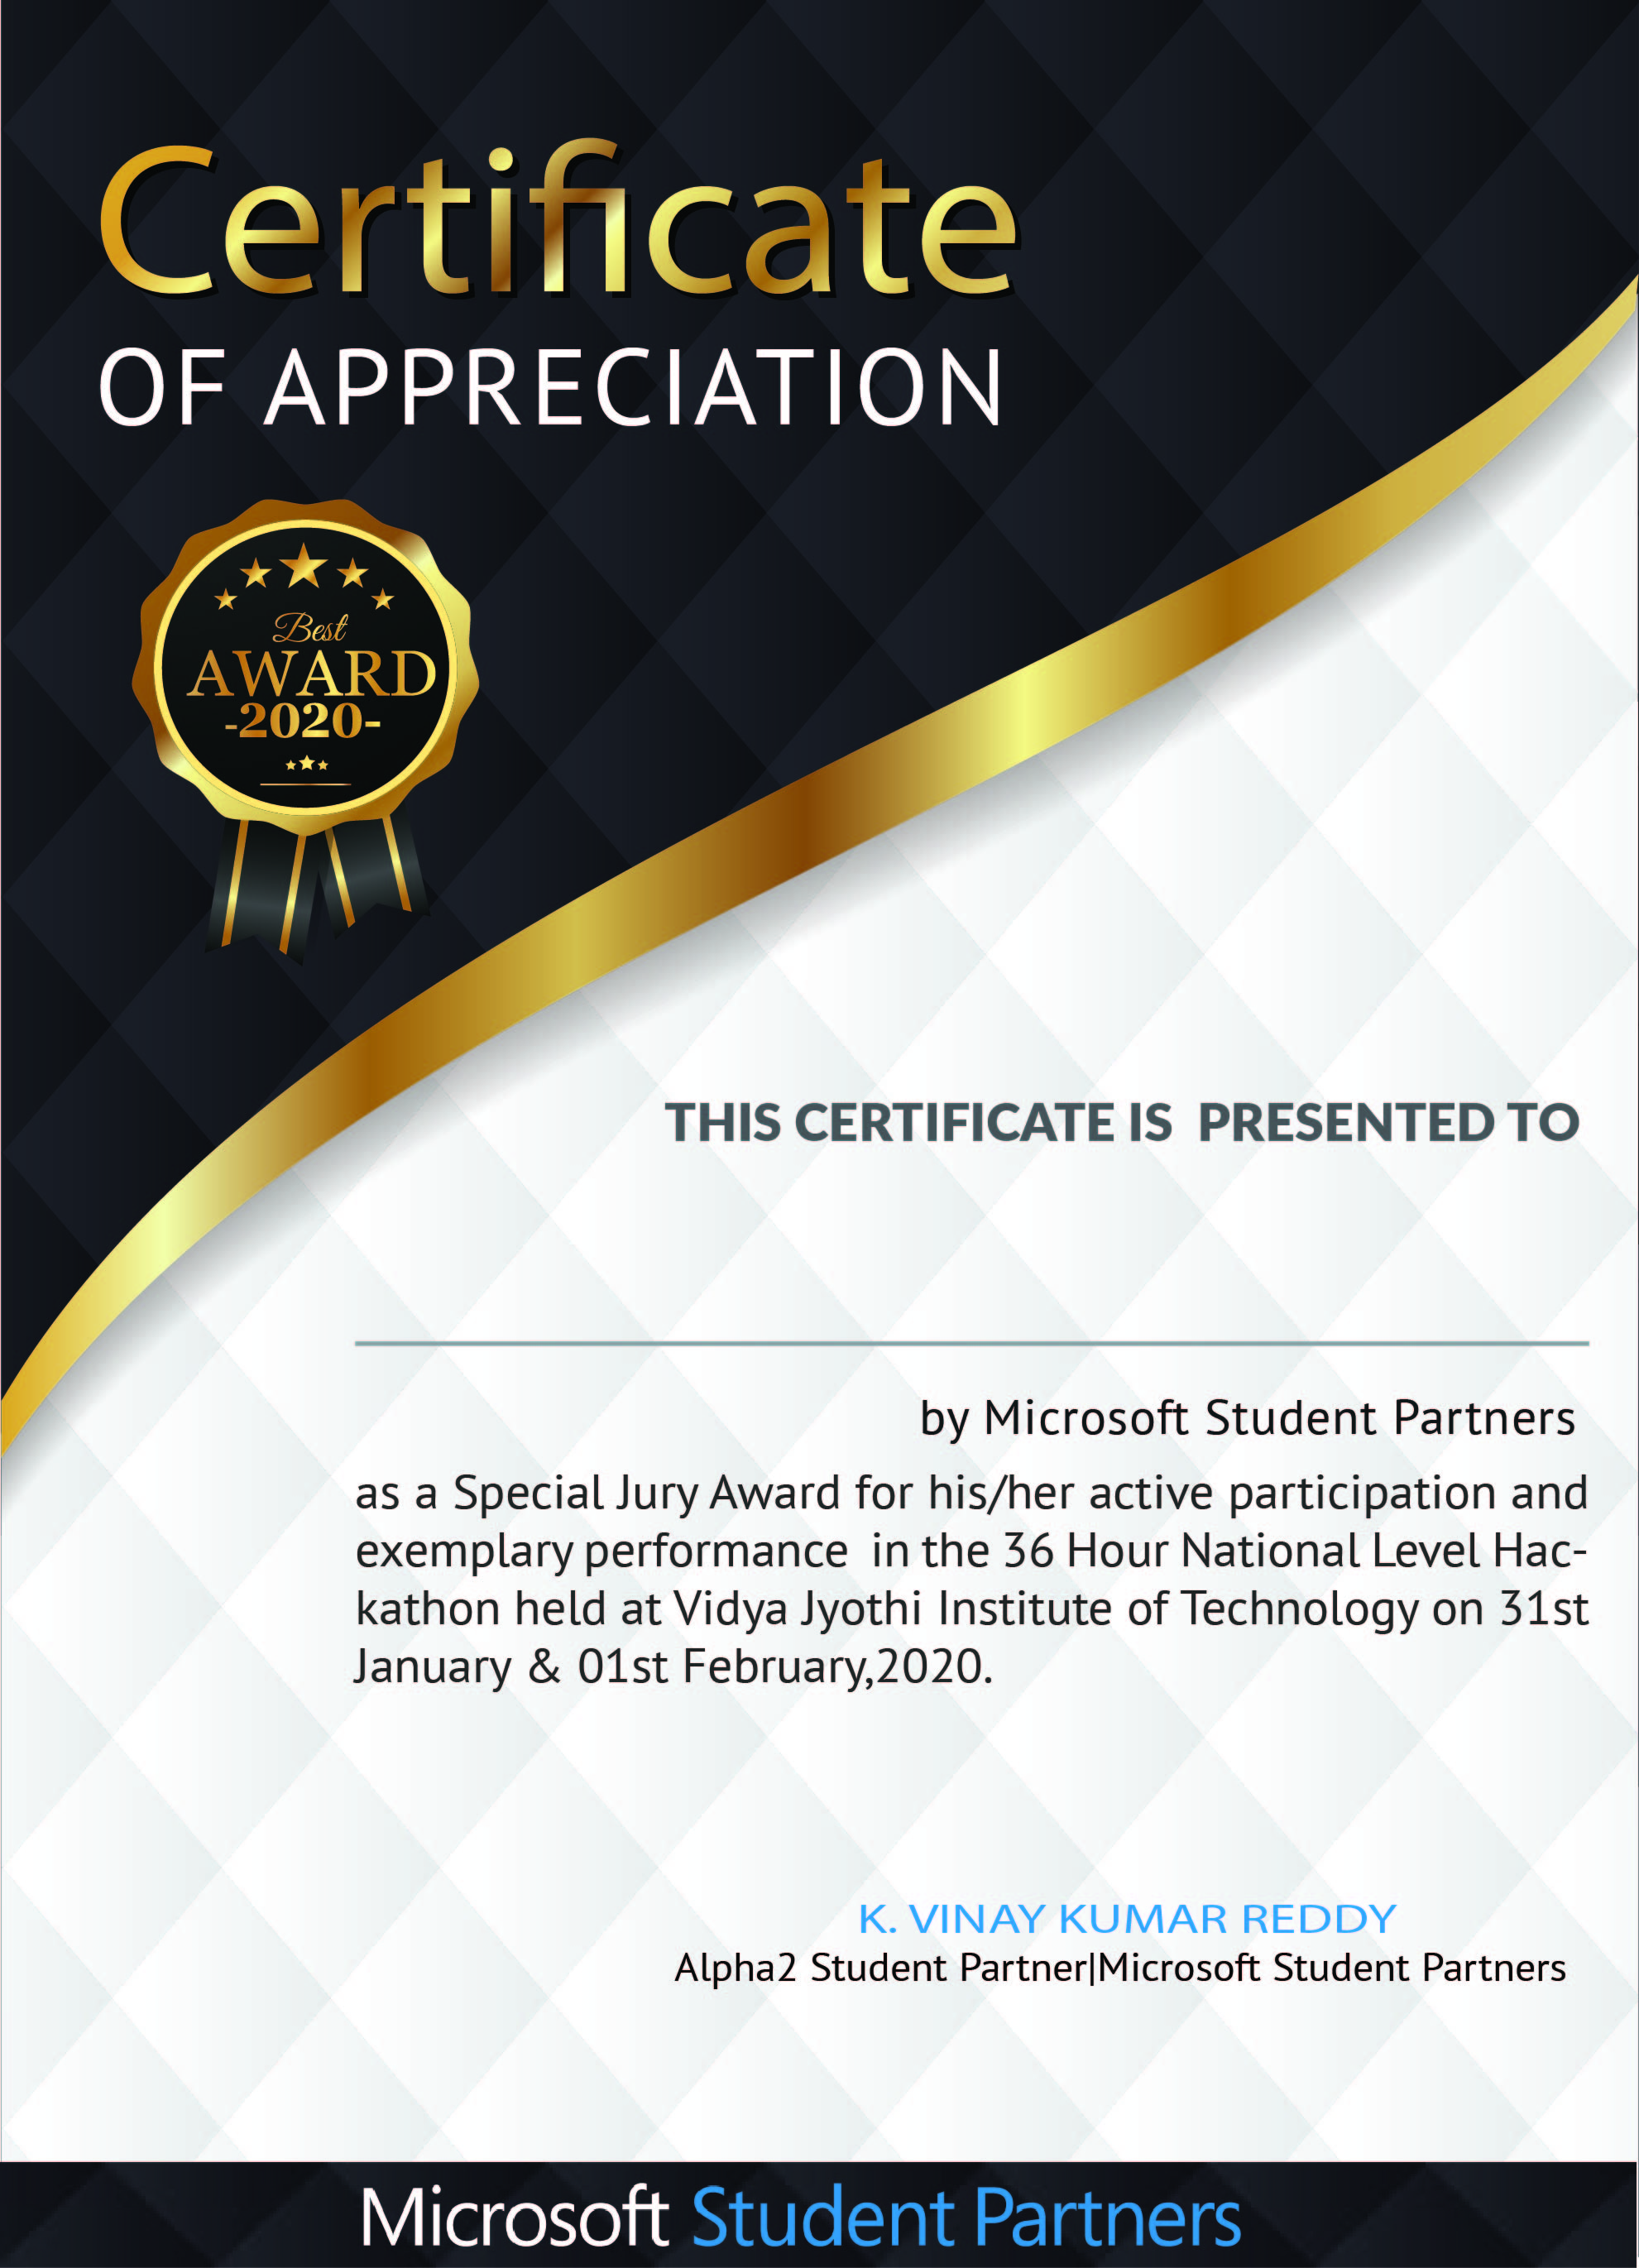 Certificate
OF APPRECIATION
Best
AWARD
-2020-
THIS CERTIFICATE IS PRESENTED TO
by Microsoft Student Partners
as a Special Jury Award for his/her active participation and
exemplary performance in the 36 Hour National Level Hac-
kathon held at Vidya Jyothi Institute of Technology on 31st
January & 01st February,2020.
K. VINAY KUMAR REDDY
Alpha2 Student Partner|Microsoft Student Partners
Microsoft Student Partners